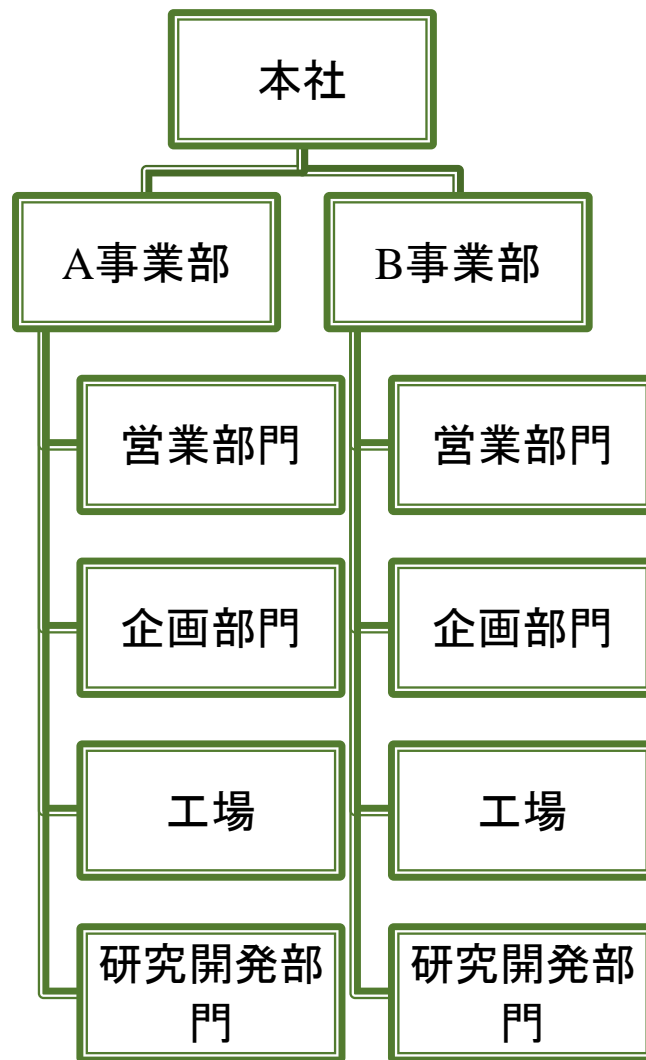 本社
A事業部
B事業部
営業部門
営業部門
企画部門
企画部門
工場
工場
研究開発部
門
研究開発部
門